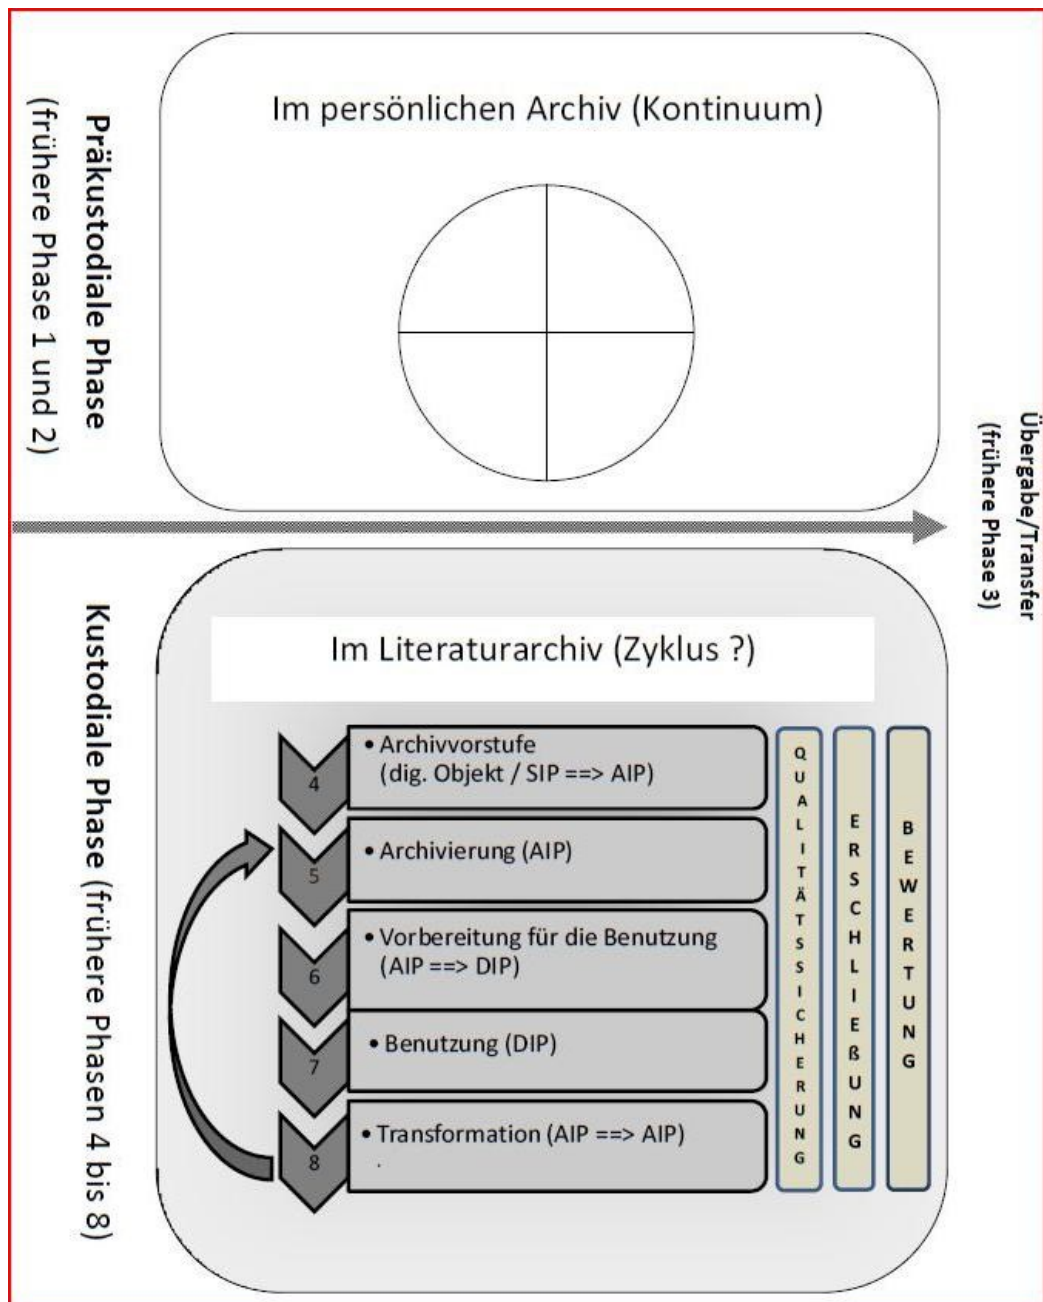 Präkustodiale Phase
(frühere Phase 1 und 2)
Im persönlichen Archiv (Kontinuum)
Übergabe/Transfer
(frühere Phase 3)
Kustodiale Phase (frühere Phasen 4 bis 8)
Im Literaturarchiv (Zyklus ?)
4
• Archivvorstufe
(dig. Objekt / SIP ==> AIP)
5
• Archivierung (AIP)
6
• Vorbereitung für die Benutzung
(AIP ==> DIP)
7
• Benutzung (DIP)
8
• Transformation (AIP ==> AIP)
.
QUALITÄTSSICHERUNG
ERSCHLIEßUNG
BEWERTUNG